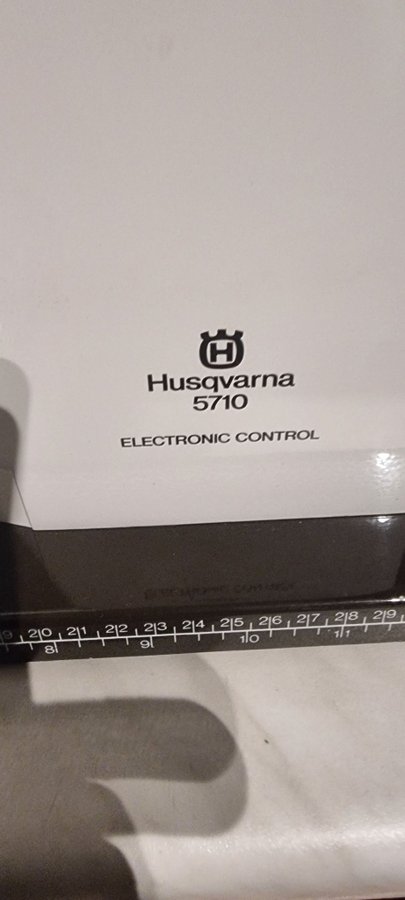 H
Husqvarna
5710
ELECTRONIC CONTROL
20 21 22 23 24 25 26 27 28 29
8 9 10 11